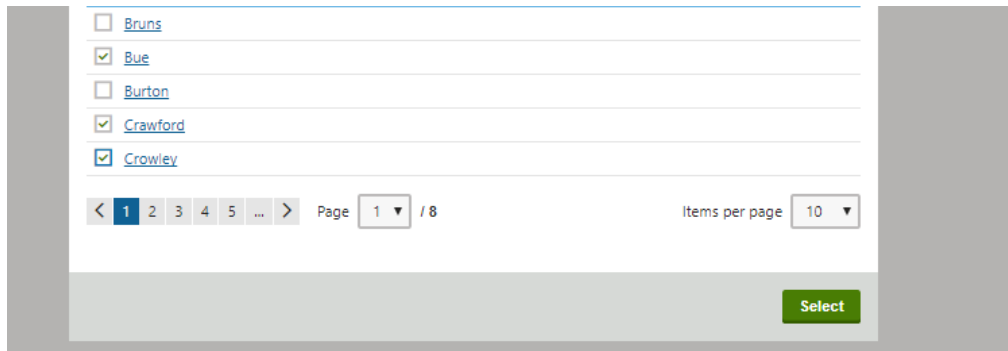 Bruns
Bue
Burton
Crawford
Crowley
1 2 3 4 5 ... Page 1 / 8 Items per page 10
Select